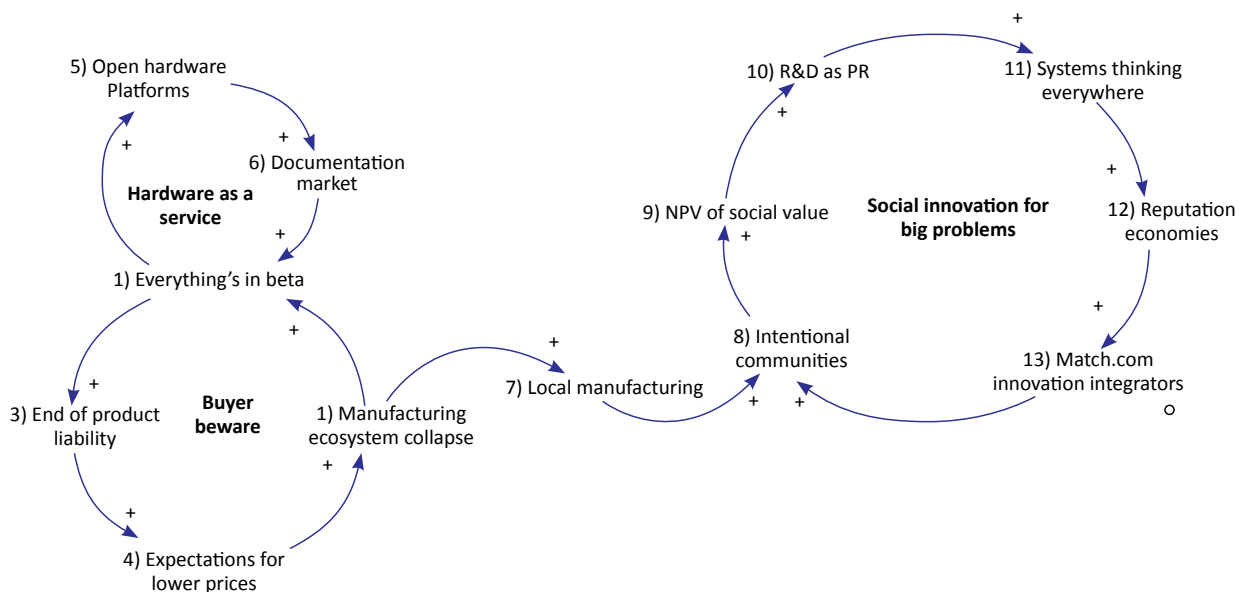 5) Open hardware
Platforms
+
+
6) Documentation
market
Hardware as a
service
+
1) Everything's in beta
+
+
3) End of product
liability
Buyer
beware
1) Manufacturing
ecosystem collapse
+
+
4) Expectations for
lower prices
+
7) Local manufacturing
+
+
8) Intentional
communities
+
9) NPV of social value
+
10) R&D as PR
+
11) Systems thinking
everywhere
+
12) Reputation
economies
Social innovation for
big problems
+
13) Match.com
innovation integrators